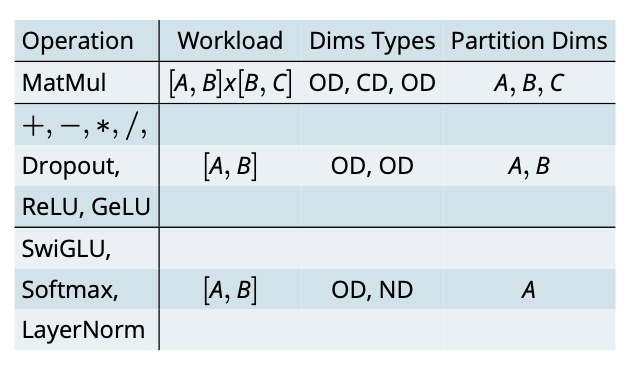 Operation Workload Dims Types Partition Dims
MatMul [A, B]x[B, C] OD, CD, OD A, B, C
+, −, *, /,
Dropout, [A, B] OD, OD A, B
ReLU, GeLU
SwiGLU,
Softmax, [A, B] OD, ND A
LayerNorm